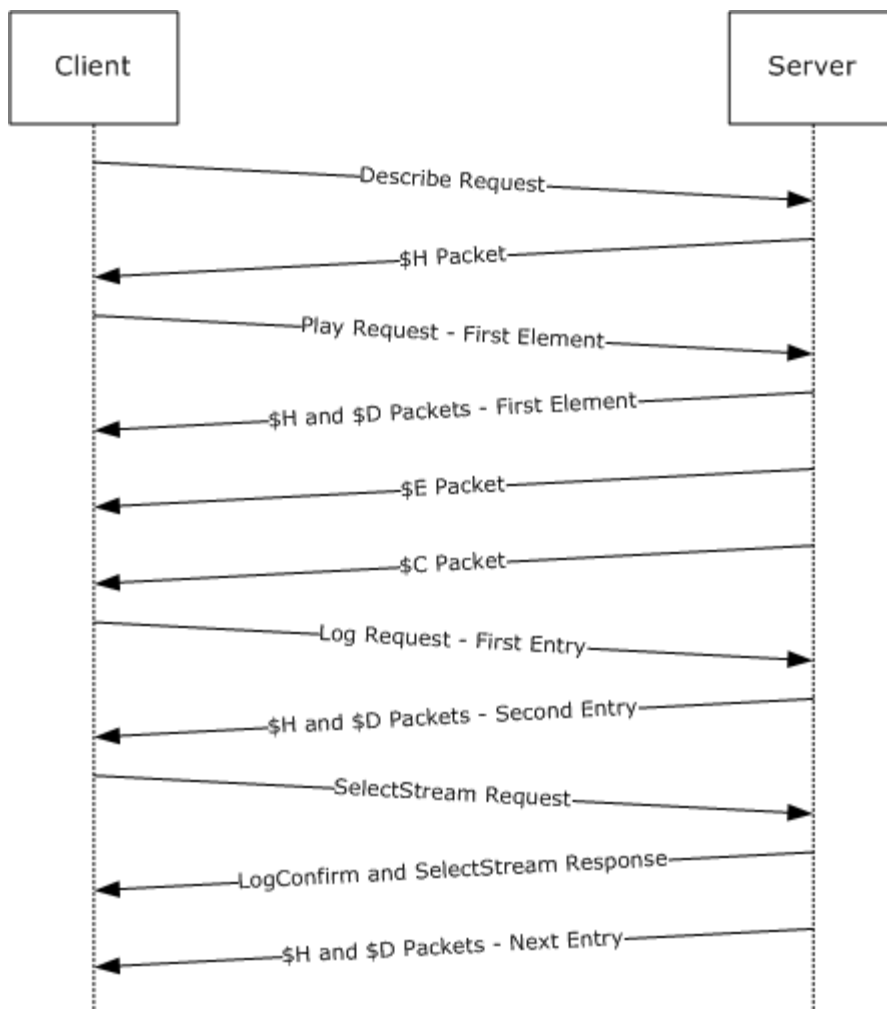 Client
Server
Describe Request
$H Packet
Play Request - First Element
$H and $D Packets - First Element
$E Packet
$C Packet
Log Request - First Entry
$H and $D Packets - Second Entry
SelectStream Request
LogConfirm and SelectStream Response
$H and $D Packets - Next Entry